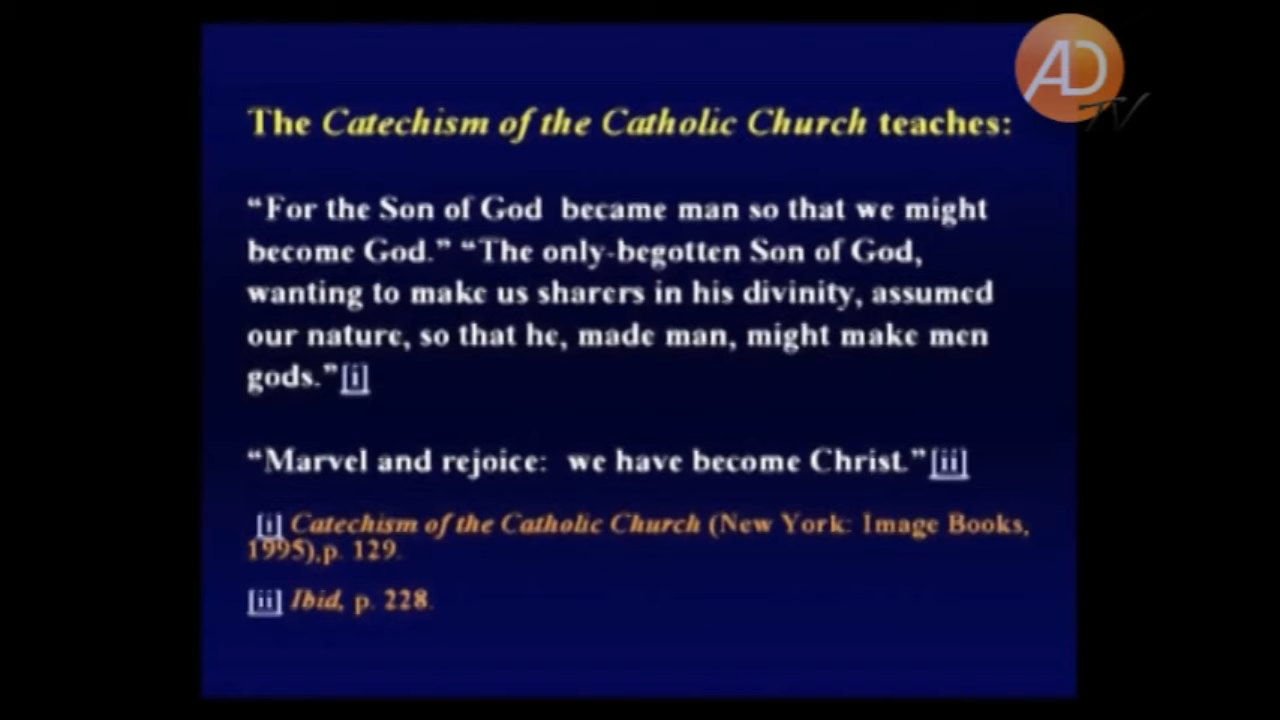 AD
TV
The Catechism of the Catholic Church teaches:
“For the Son of God became man so that we might
become God.” “The only-begotten Son of God,
wanting to make us sharers in his divinity, assumed
our nature, so that he, made man, might make men
gods.”[i]
“Marvel and rejoice: we have become Christ.”[ii]
[i] Catechism of the Catholic Church (New York: Image Books,
1995),p. 129.
[ii] Ibid, p. 228.